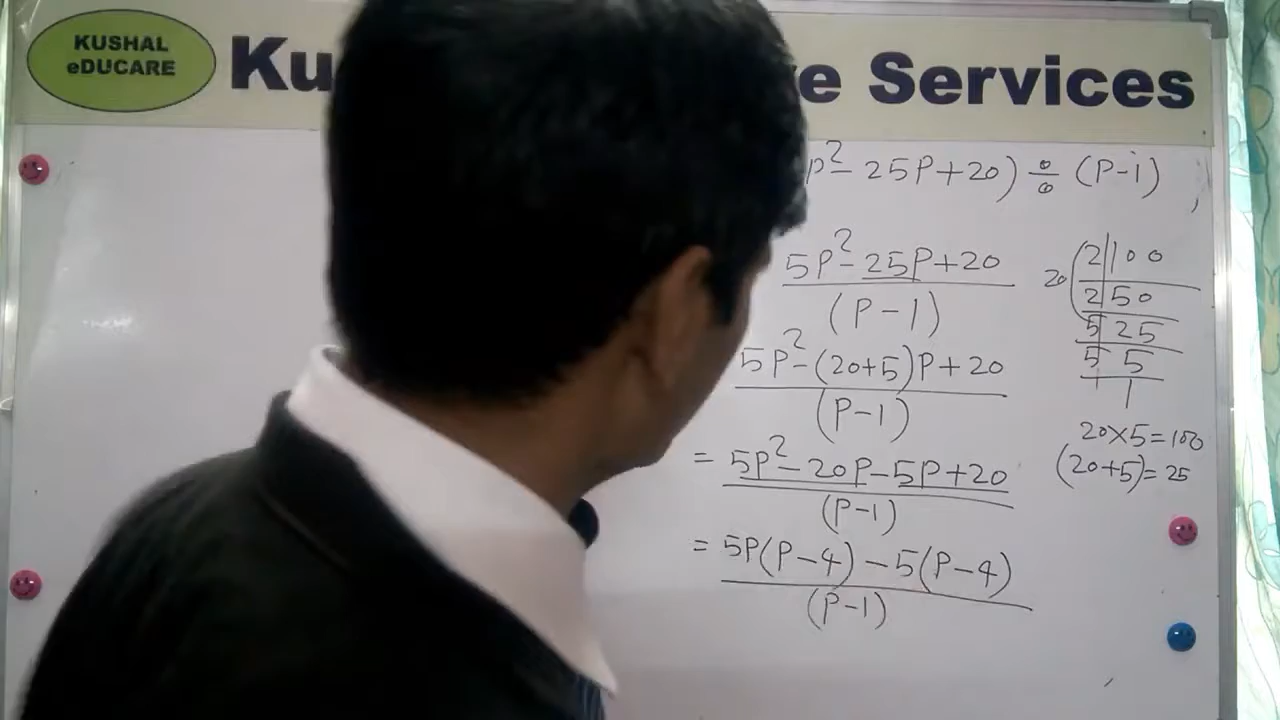 KUSHAL
eDUCARE
Ku e Services
p² - 25P + 20) ÷ (P - 1)
5P² - 25P + 20
(P - 1)
5P² - (20+5)P + 20
(P - 1)
= 5P² - 20P - 5P + 20
(P - 1)
= 5P(P - 4) - 5(P - 4)
(P - 1)
20
2 100
2 50
5 25
5 5
1
20 × 5 = 100
(20+5) = 25